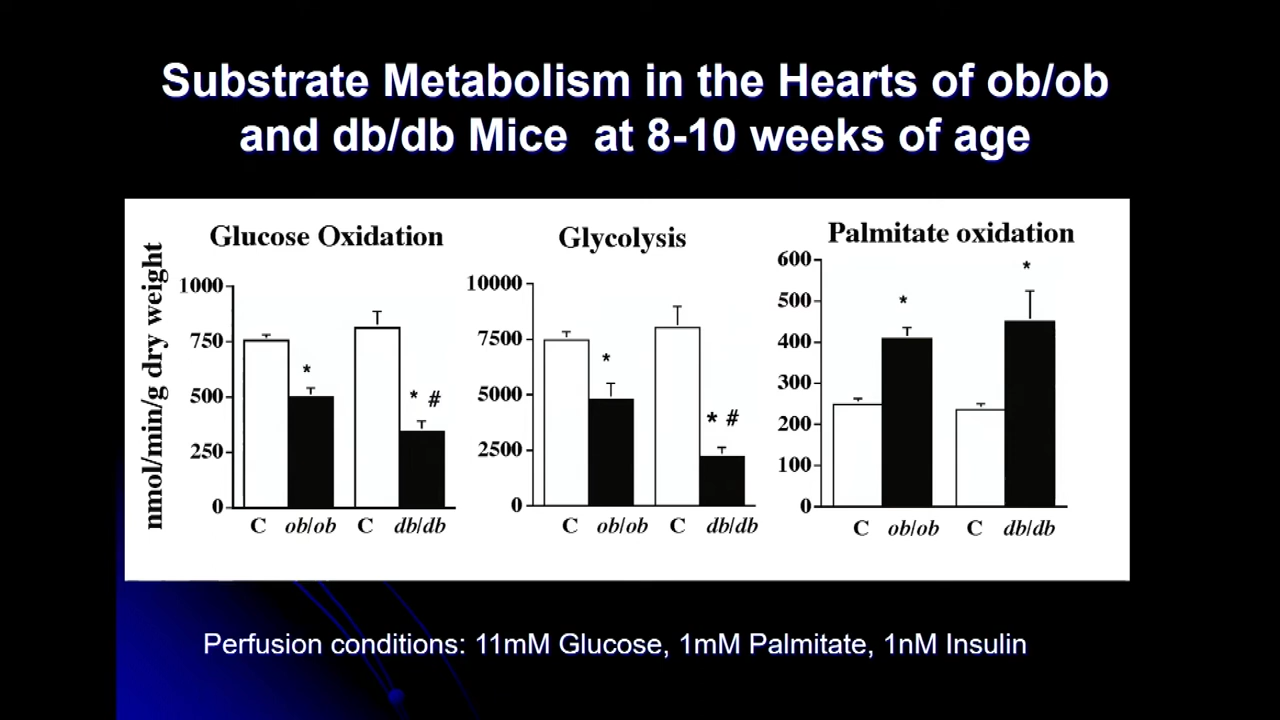 Substrate Metabolism in the Hearts of ob/ob
and db/db Mice at 8-10 weeks of age
nmol/min/g dry weight
Glucose Oxidation
1000
750
500
250
0
*
* #
C ob/ob C db/db
Glycolysis
10000
7500
5000
2500
0
*
* #
C ob/ob C db/db
Palmitate oxidation
600
500
400
300
200
100
0
*
*
C ob/ob C db/db
Perfusion conditions: 11mM Glucose, 1mM Palmitate, 1nM Insulin